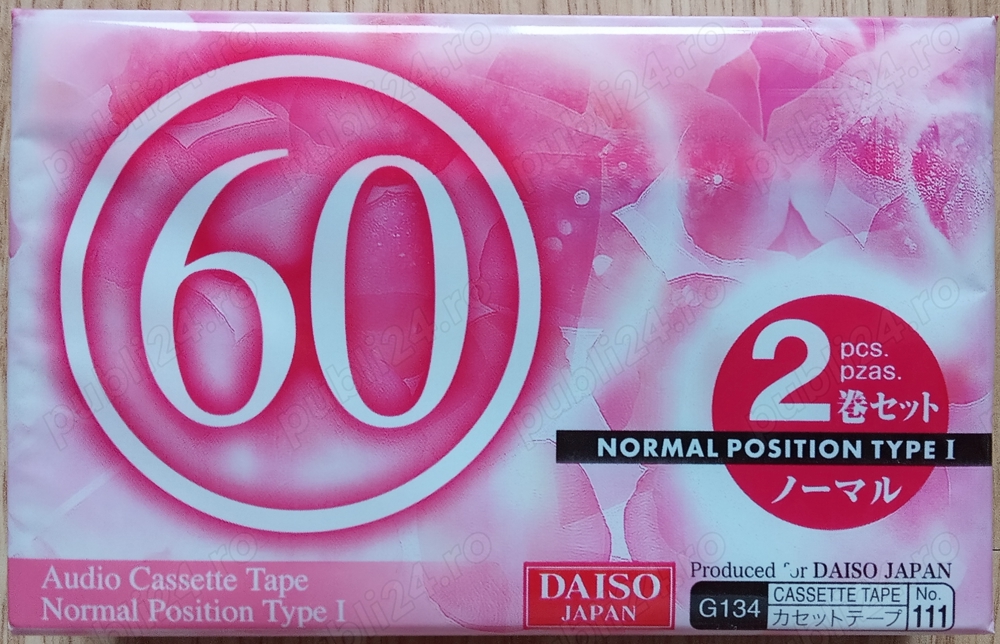 60
2 pcs.
pzas.
巻セット
NORMAL POSITION TYPE I
ノーマル
Audio Cassette Tape
Normal Position Type I
DAISO
JAPAN
Produced for DAISO JAPAN
G134
CASSETTE TAPE
カセットテープ
No.
111
publi24.ro